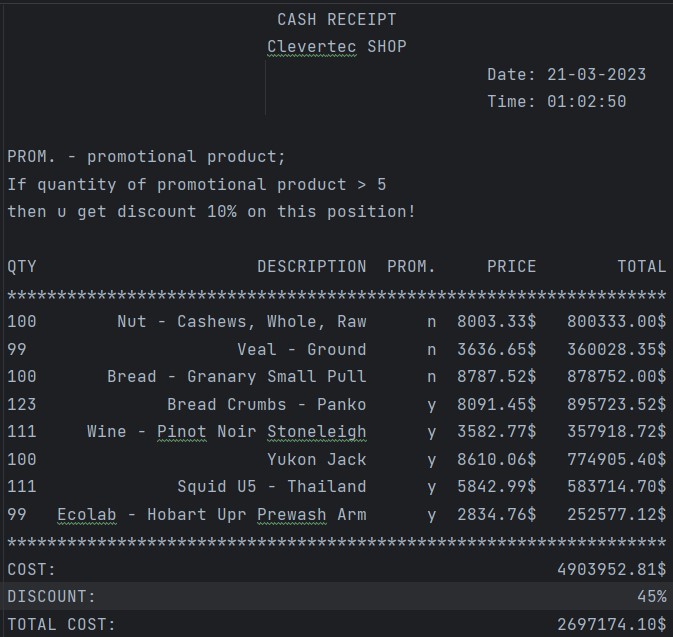 CASH RECEIPT
Clevertec SHOP
Date: 21-03-2023
Time: 01:02:50
PROM. - promotional product;
If quantity of promotional product > 5
then u get discount 10% on this position!
QTY DESCRIPTION PROM. PRICE TOTAL
******************************************************************
100 Nut - Cashews, Whole, Raw n 8003.33$ 800333.00$
99 Veal - Ground n 3636.65$ 360028.35$
100 Bread - Granary Small Pull n 8787.52$ 878752.00$
123 Bread Crumbs - Panko y 8091.45$ 895723.52$
111 Wine - Pinot Noir Stoneleigh y 3582.77$ 357918.72$
100 Yukon Jack y 8610.06$ 774905.40$
111 Squid U5 - Thailand y 5842.99$ 583714.70$
99 Ecolab - Hobart Upr Prewash Arm y 2834.76$ 252577.12$
******************************************************************
COST: 4903952.81$
DISCOUNT: 45%
TOTAL COST: 2697174.10$